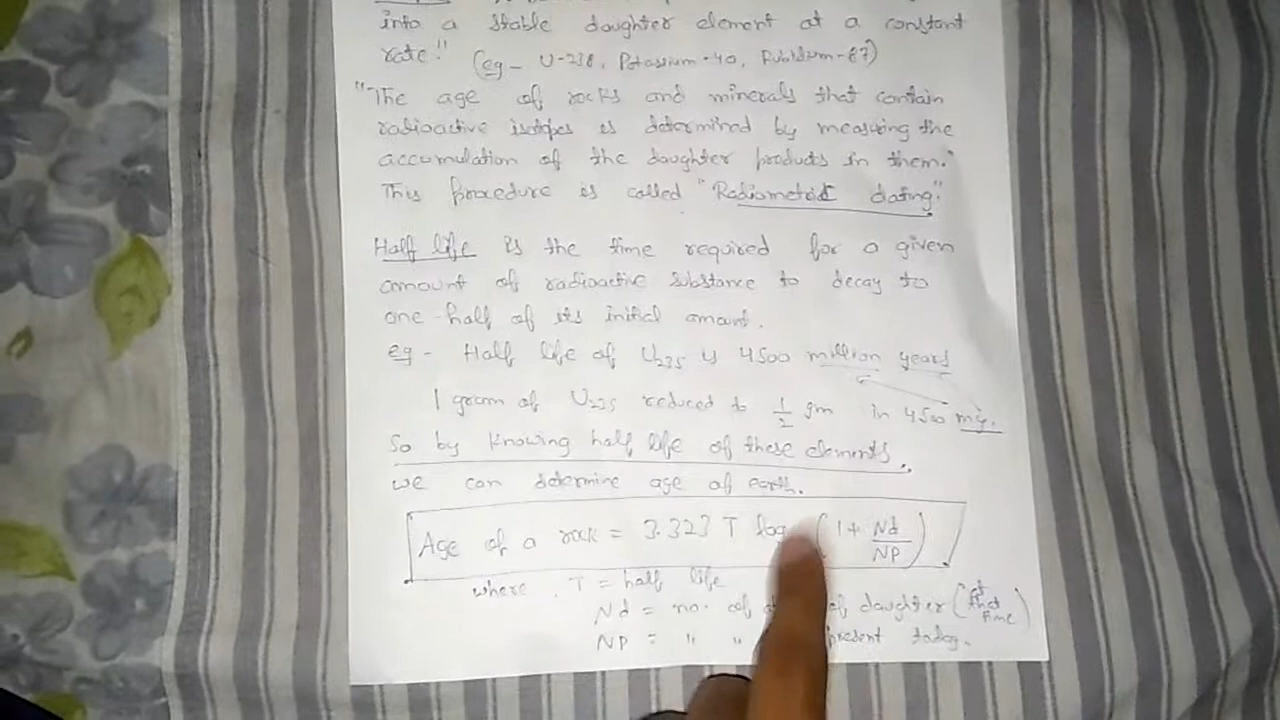 into a stable daughter element at a constant
rate." (eg - U-238, Potassium-40, Rubidium-87)
"The age of rocks and minerals that contain
radioactive isotopes is determined by measuring the
accumulation of the daughter products in them."
This procedure is called "Radiometric dating."
Half life is the time required for a given
amount of radioactive substance to decay to
one-half of its initial amount.
eg - Half life of U235 is 4500 million years
1 gram of U235 reduced to 1/2 gm in 4500 my.
So by knowing half life of these elements,
we can determine age of earth.
Age of a rock = 3.323 T log (1 + Nd/NP)
where, T = half life
Nd = no. of of daughter (at that time)
NP = " " present today.